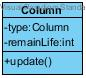 Column
-type:Column
-remainLife:int
+update()